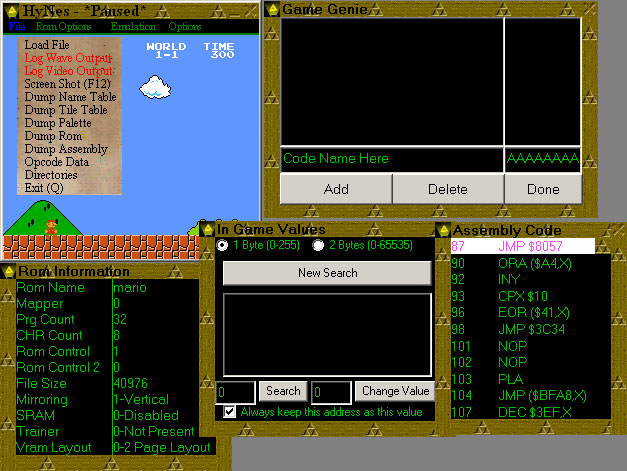 HyNes - *Paused*
File Rom Options Emulation Options
Load File
Log Wave Output
Log Video Output
Screen Shot (F12)
Dump Name Table
Dump Tile Table
Dump Palette
Dump Rom
Dump Assembly
Opcode Data
Directories
Exit (Q)
WORLD TIME
1-1 300
Game Genie
Code Name Here AAAAAAAA
Add Delete Done
In Game Values
1 Byte (0-255) 2 Bytes (0-65535)
New Search
0 Search 0 Change Value
Always keep this address as this value
Assembly Code
87 JMP $8057
90 ORA ($A4,X)
92 INY
93 CPX $10
96 EOR ($41,X)
98 JMP $3C34
101 NOP
102 NOP
103 PLA
104 JMP ($BFA8,X)
107 DEC $3EF,X
Rom Information
Rom Name mario
Mapper 0
Prg Count 32
CHR Count 8
Rom Control 1
Rom Control 2 0
File Size 40976
Mirroring 1-Vertical
SRAM 0-Disabled
Trainer 0-Not Present
Vram Layout 0-2 Page Layout